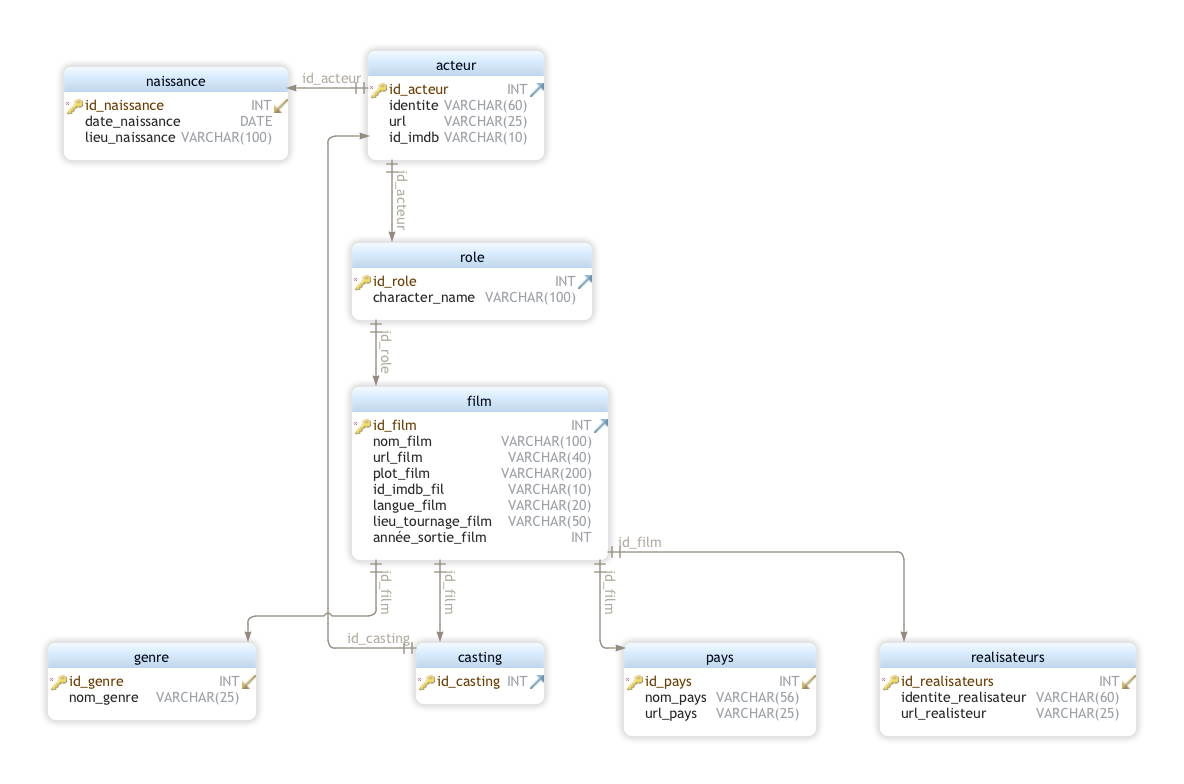 acteur
id_acteur INT
identite VARCHAR(60)
url VARCHAR(25)
id_imdb VARCHAR(10)
naissance
id_naissance INT
date_naissance DATE
lieu_naissance VARCHAR(100)
id_acteur
id_acteur
role
id_role INT
character_name VARCHAR(100)
id_role
film
id_film INT
nom_film VARCHAR(100)
url_film VARCHAR(40)
plot_film VARCHAR(200)
id_imdb_fil VARCHAR(10)
langue_film VARCHAR(20)
lieu_tournage_film VARCHAR(50)
année_sortie_film INT
id_film
id_film
id_film
id_film
id_casting
genre
id_genre INT
nom_genre VARCHAR(25)
casting
id_casting INT
pays
id_pays INT
nom_pays VARCHAR(56)
url_pays VARCHAR(25)
realisateurs
id_realisateurs INT
identite_realisateur VARCHAR(60)
url_realisteur VARCHAR(25)